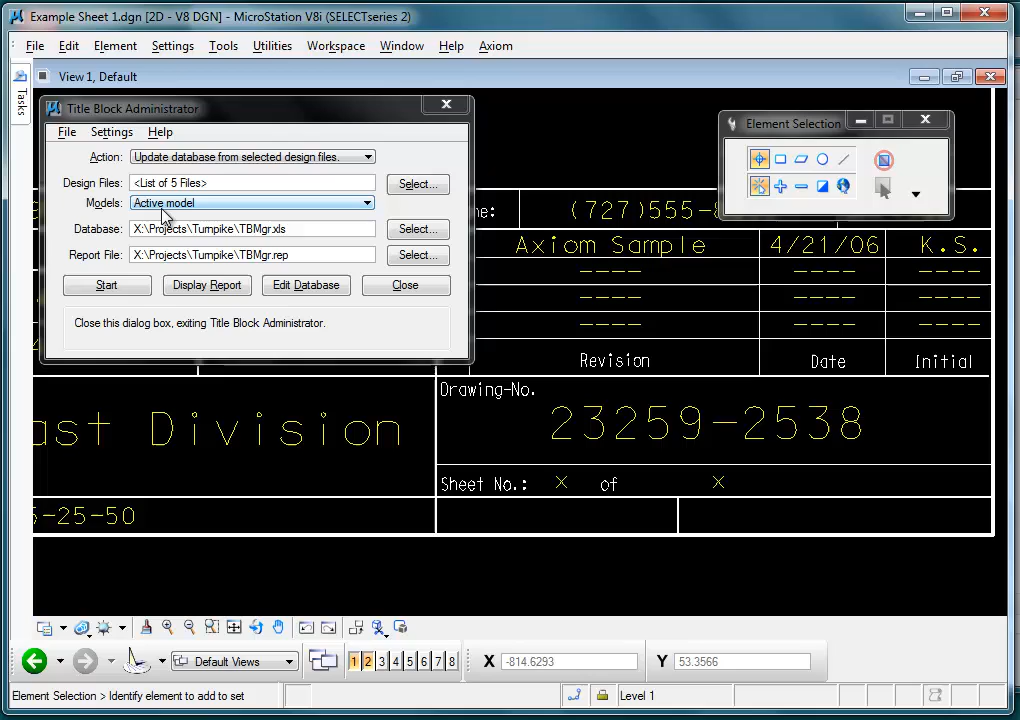 Example Sheet 1.dgn [2D - V8 DGN] - MicroStation V8i (SELECTseries 2)
File Edit Element Settings Tools Utilities Workspace Window Help Axiom
View 1, Default
Tasks
Title Block Administrator
File Settings Help
Action: Update database from selected design files.
Design Files: <List of 5 Files> Select...
Models: Active model
Database: X:\Projects\Turnpike\TBMgr.xls Select...
Report File: X:\Projects\Turnpike\TBMgr.rep Select...
Start Display Report Edit Database Close
Close this dialog box, exiting Title Block Administrator.
Element Selection
(727)555-8
Axiom Sample 4/21/06 K.S.
---- ---- ----
---- ---- ----
---- ---- ----
Revision Date Initial
Drawing-No.
ast Division 23259-2538
Sheet No.: X of X
-25-50
Default Views 1 2 3 4 5 6 7 8 X -814.6293 Y 53.3566
Element Selection > Identify element to add to set Level 1